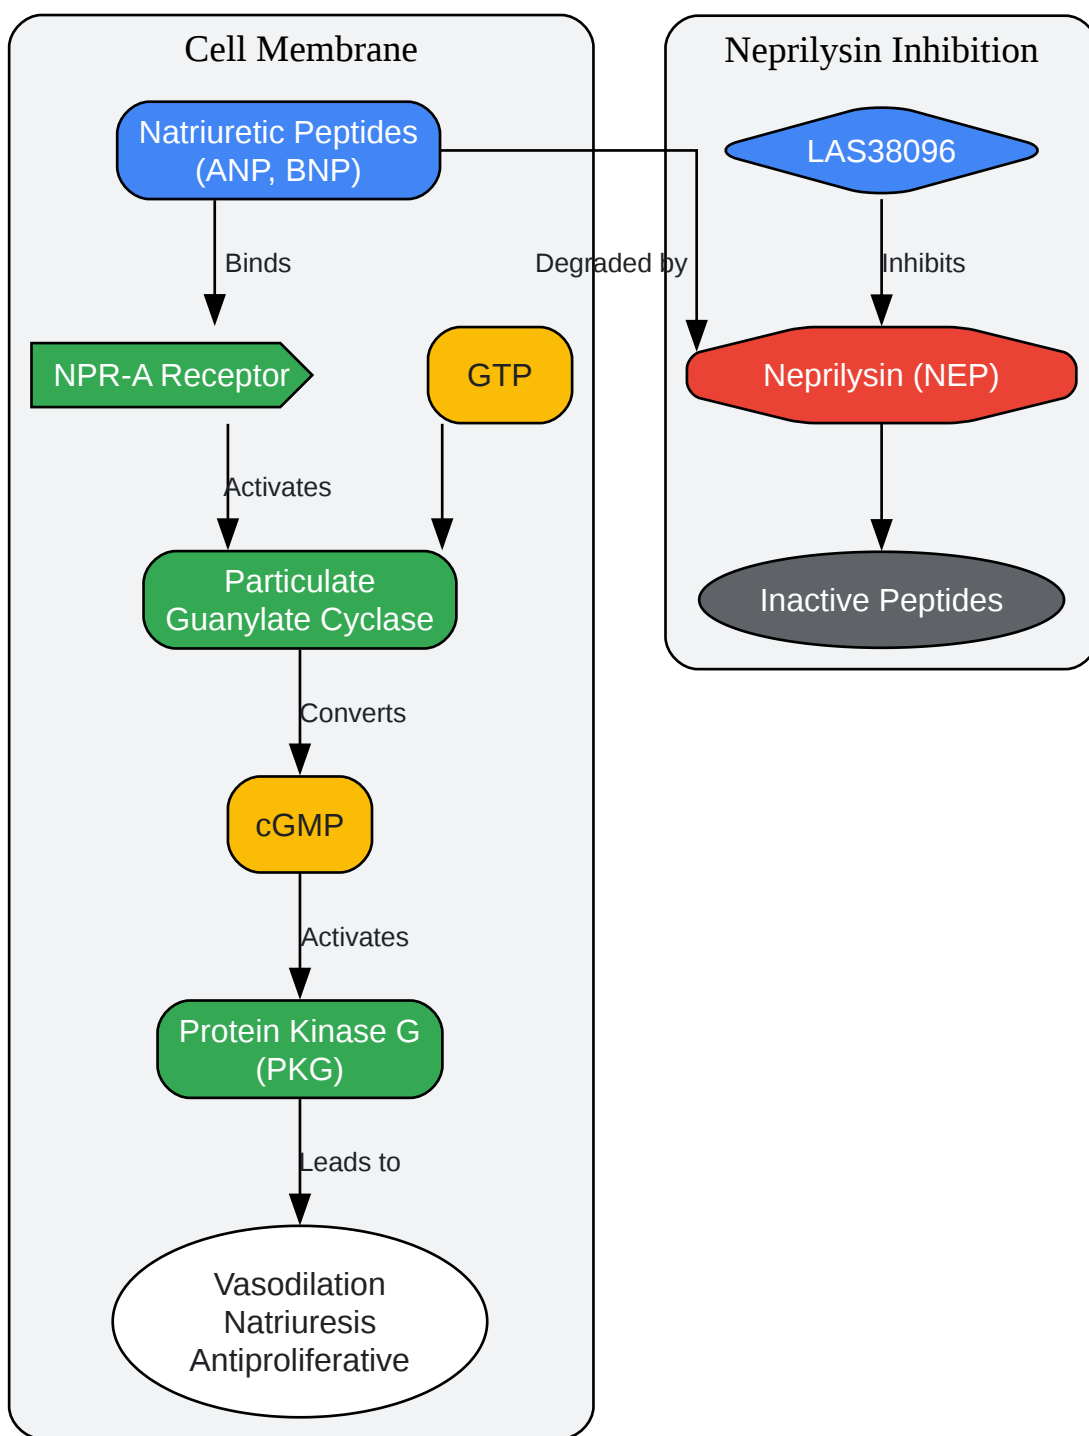 Cell Membrane
Natriuretic Peptides
(ANP, BNP)
Binds
NPR-A Receptor
GTP
Activates
Particulate
Guanylate Cyclase
Converts
cGMP
Activates
Protein Kinase G
(PKG)
Leads to
Vasodilation
Natriuresis
Antiproliferative
Degraded by
Neprilysin Inhibition
LAS38096
Inhibits
Neprilysin (NEP)
Inactive Peptides